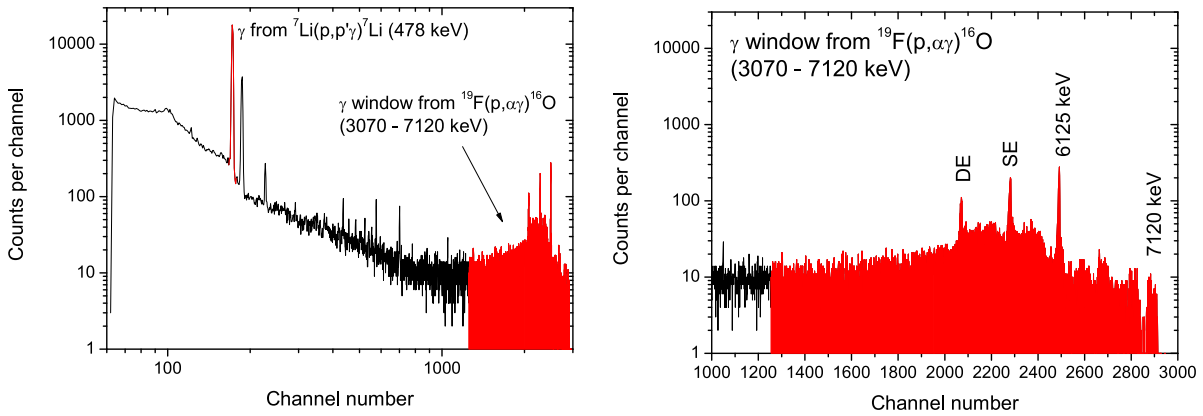 γ from ⁷Li(p,p'γ)⁷Li (478 keV)
γ window from ¹⁹F(p,αγ)¹⁶O
(3070 - 7120 keV)
Counts per channel
10000
1000
100
10
1
100
1000
Channel number
γ window from ¹⁹F(p,αγ)¹⁶O
(3070 - 7120 keV)
DE
SE
6125 keV
7120 keV
Counts per channel
10000
1000
100
10
1
1000 1200 1400 1600 1800 2000 2200 2400 2600 2800 3000
Channel number